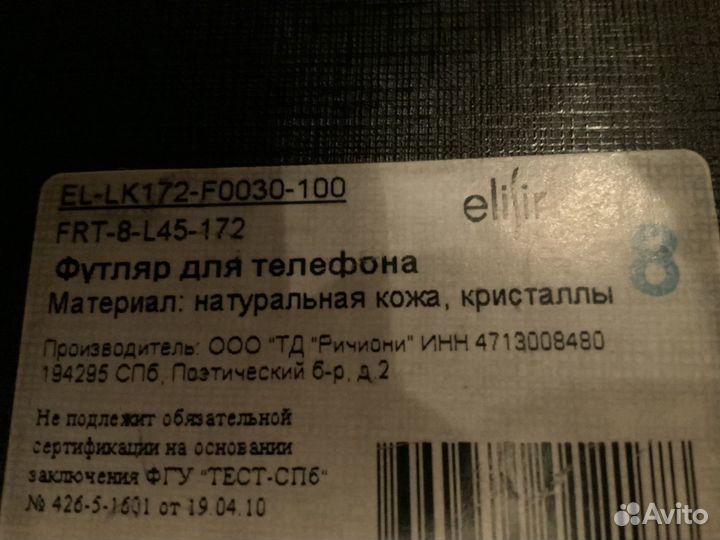 EL-LK172-F0030-100
elisir
FRT-8-L45-172
8
Футляр для телефона
Материал: натуральная кожа, кристаллы
Производитель: ООО "ТД "Ричиони" ИНН 4713008480
194295 СПб, Поэтический б-р, д.2
Не подлежит обязательной
сертификации на основании
заключения ФГУ "ТЕСТ-СПб"
№ 426-5-1601 от 19.04.10
Avito